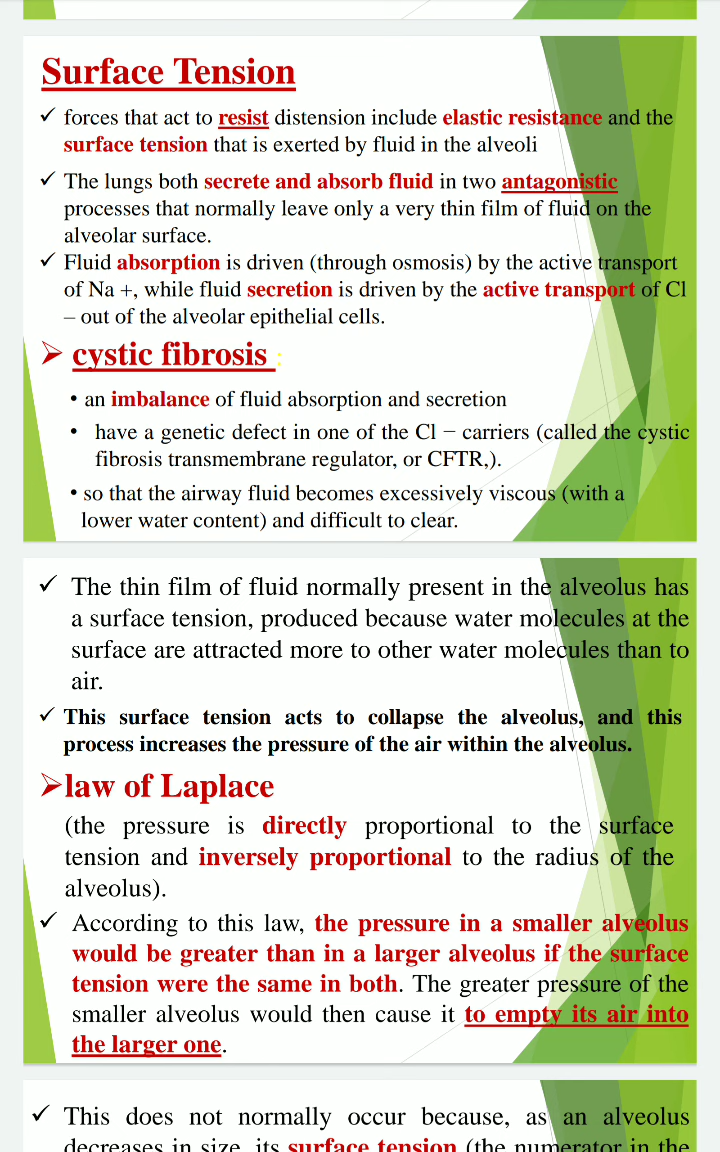 Surface Tension
✓ forces that act to resist distension include elastic resistance and the
surface tension that is exerted by fluid in the alveoli
✓ The lungs both secrete and absorb fluid in two antagonistic
processes that normally leave only a very thin film of fluid on the
alveolar surface.
✓ Fluid absorption is driven (through osmosis) by the active transport
of Na +, while fluid secretion is driven by the active transport of Cl
– out of the alveolar epithelial cells.
➢ cystic fibrosis :
• an imbalance of fluid absorption and secretion
• have a genetic defect in one of the Cl − carriers (called the cystic
fibrosis transmembrane regulator, or CFTR,).
• so that the airway fluid becomes excessively viscous (with a
lower water content) and difficult to clear.
✓ The thin film of fluid normally present in the alveolus has
a surface tension, produced because water molecules at the
surface are attracted more to other water molecules than to
air.
✓ This surface tension acts to collapse the alveolus, and this
process increases the pressure of the air within the alveolus.
➢law of Laplace
(the pressure is directly proportional to the surface
tension and inversely proportional to the radius of the
alveolus).
✓ According to this law, the pressure in a smaller alveolus
would be greater than in a larger alveolus if the surface
tension were the same in both. The greater pressure of the
smaller alveolus would then cause it to empty its air into
the larger one.
✓ This does not normally occur because, as an alveolus
decreases in size, its surface tension (the numerator in the